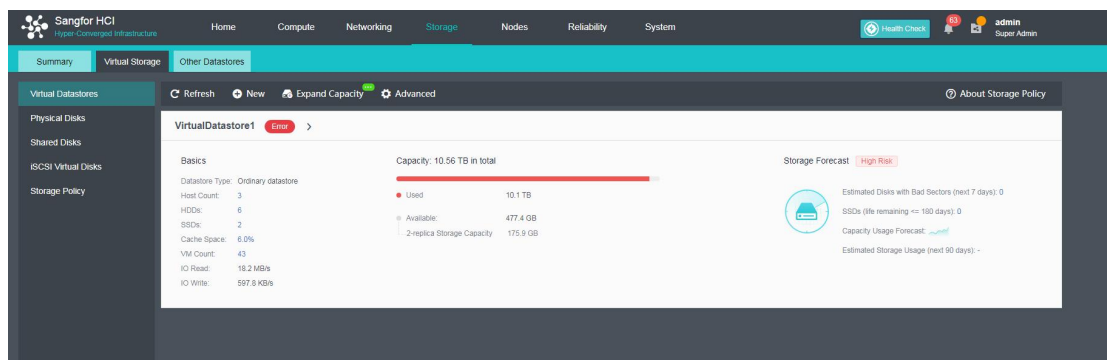 Sangfor HCI
Hyper-Converged Infrastructure
Home Compute Networking Storage Nodes Reliability System
Health Check
63
admin
Super Admin
Summary Virtual Storage Other Datastores
Virtual Datastores
Physical Disks
Shared Disks
iSCSI Virtual Disks
Storage Policy
Refresh New Expand Capacity Advanced About Storage Policy
VirtualDatastore1 Error >
Basics
Datastore Type: Ordinary datastore
Host Count: 3
HDDs: 6
SSDs: 2
Cache Space: 6.0%
VM Count: 43
IO Read: 18.2 MB/s
IO Write: 597.8 KB/s
Capacity: 10.56 TB in total
Used 10.1 TB
Available: 477.4 GB
2-replica Storage Capacity 175.9 GB
Storage Forecast High Risk
Estimated Disks with Bad Sectors (next 7 days): 0
SSDs (life remaining <= 180 days): 0
Capacity Usage Forecast:
Estimated Storage Usage (next 90 days): -